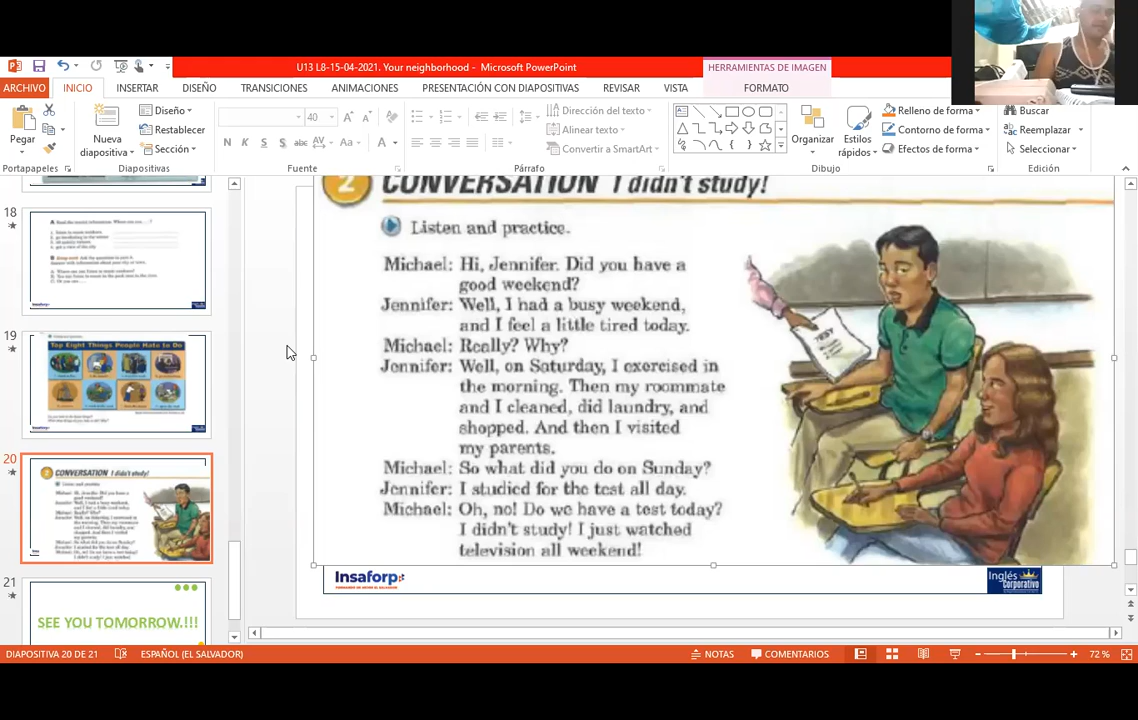 U13 L8-15-04-2021. Your neighborhood - Microsoft PowerPoint
HERRAMIENTAS DE IMAGEN
ARCHIVO INICIO INSERTAR DISEÑO TRANSICIONES ANIMACIONES PRESENTACIÓN CON DIAPOSITIVAS REVISAR VISTA FORMATO
Pegar
Nueva
diapositiva
Diseño
Restablecer
Sección
40
N K S S abc AV Aa A
Dirección del texto
Alinear texto
Convertir a SmartArt
Organizar
Estilos
rápidos
Relleno de forma
Contorno de forma
Efectos de forma
Buscar
Reemplazar
Seleccionar
Portapapeles Diapositivas Fuente Párrafo Dibujo Edición
18
19
Top Eight Things People Hate to Do
20
2 CONVERSATION I didn't study!
21
SEE YOU TOMORROW.!!!
2 CONVERSATION I didn't study!
Listen and practice.
Michael: Hi, Jennifer. Did you have a
good weekend?
Jennifer: Well, I had a busy weekend,
and I feel a little tired today.
Michael: Really? Why?
Jennifer: Well, on Saturday, I exercised in
the morning. Then my roommate
and I cleaned, did laundry, and
shopped. And then I visited
my parents.
Michael: So what did you do on Sunday?
Jennifer: I studied for the test all day.
Michael: Oh, no! Do we have a test today?
I didn't study! I just watched
television all weekend!
TEST
Insaforp
Inglés
Corporativo
DIAPOSITIVA 20 DE 21 ESPAÑOL (EL SALVADOR) NOTAS COMENTARIOS 72 %